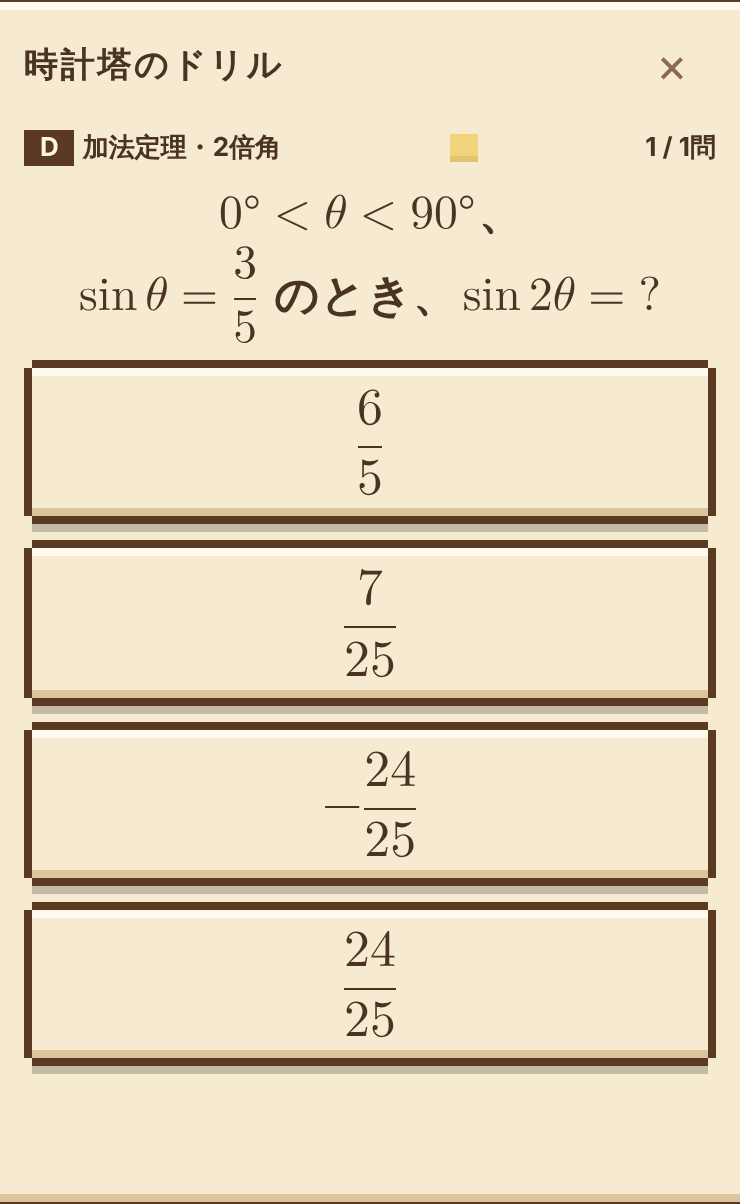 時計塔のドリル ×
D 加法定理・2倍角 1 / 1問
0° < θ < 90°、
sin θ = 3/5 のとき、 sin 2θ = ?
6/5
7/25
−24/25
24/25